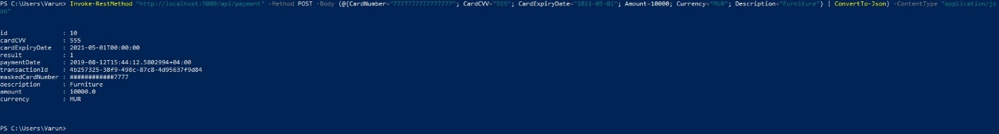 PS C:\Users\Varun> Invoke-RestMethod "http://localhost:5000/api/payment" -Method POST -Body (@{CardNumber="7777777777777777"; CardCVV="555"; CardExpiryDate="2021-05-01"; Amount=10000; Currency="MUR"; Description="Furniture"} | ConvertTo-Json) -ContentType "application/js
on"
id : 10
cardCVV : 555
cardExpiryDate : 2021-05-01T00:00:00
result : 1
paymentDate : 2019-08-12T15:44:12.5802994+04:00
transactionId : 4b257325-38f9-498c-87c8-4d95637f9d84
maskedCardNumber : ############7777
description : Furniture
amount : 10000.0
currency : MUR
PS C:\Users\Varun>